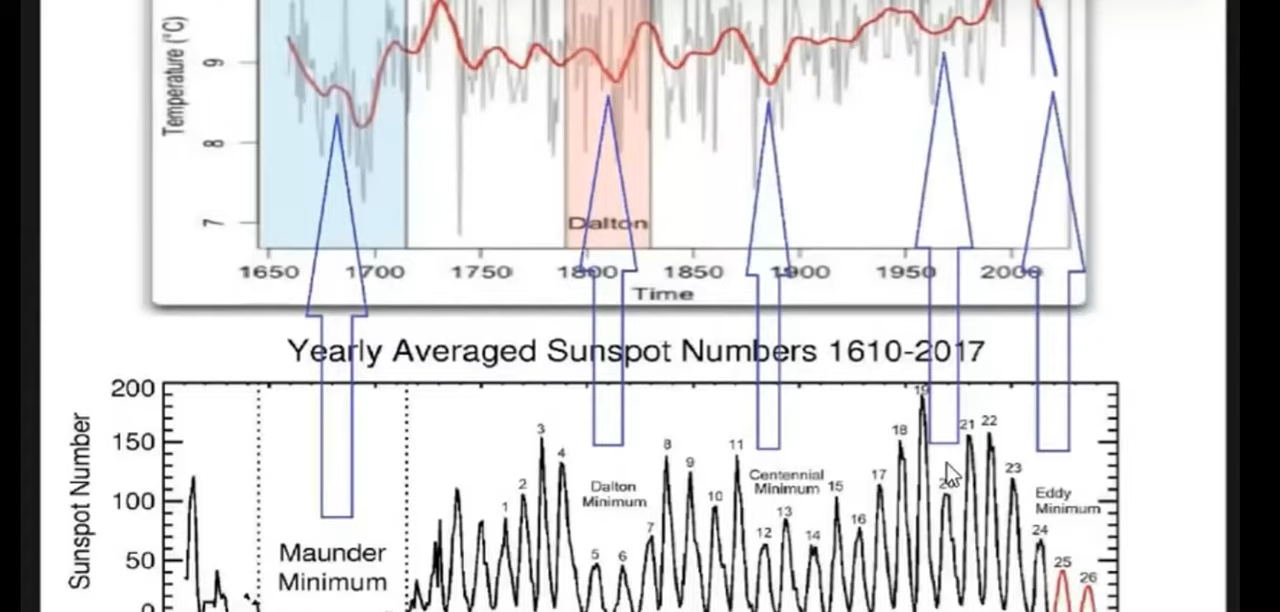 Temperature (°C)
9
8
7
Dalton
1650 1700 1750 1800 1850 1900 1950 2000
Time
Yearly Averaged Sunspot Numbers 1610-2017
Sunspot Number
200
150
100
50
0
Maunder
Minimum
1
2
3
4
Dalton
Minimum
5
6
7
8
9
10
11
Centennial
Minimum
12
13
14
15
16
17
18
19
21
22
23
Eddy
Minimum
24
25
26